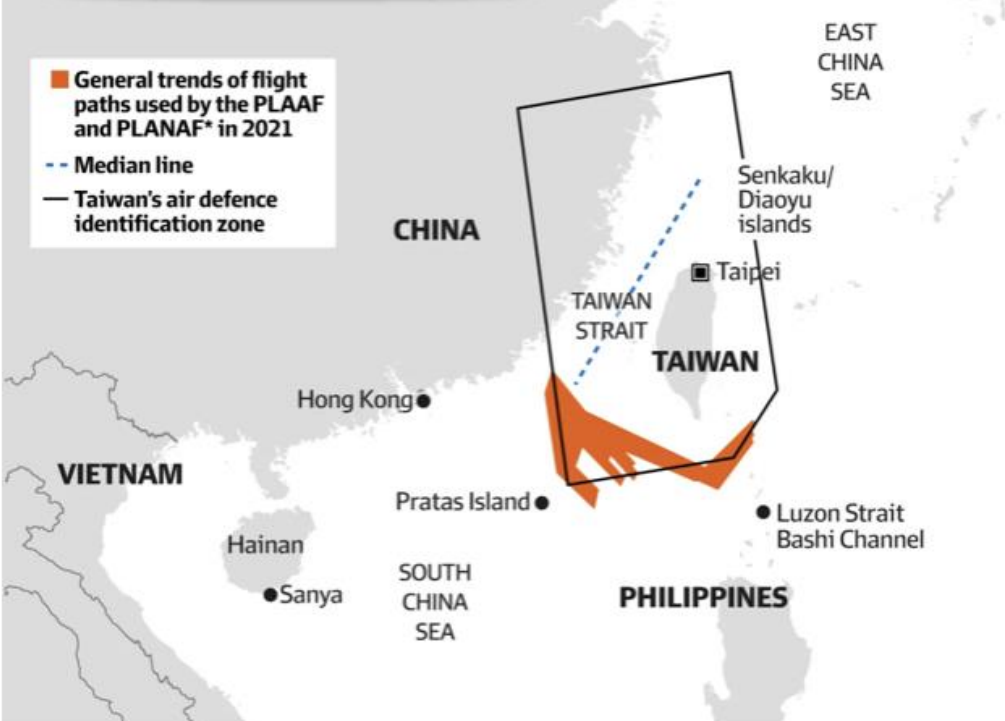 General trends of flight
paths used by the PLAAF
and PLANAF* in 2021
Median line
Taiwan's air defence
identification zone
EAST
CHINA
SEA
Senkaku/
Diaoyu
islands
CHINA
Taipei
TAIWAN
STRAIT
TAIWAN
Hong Kong
VIETNAM
Pratas Island
Luzon Strait
Bashi Channel
Hainan
Sanya
SOUTH
CHINA
SEA
PHILIPPINES